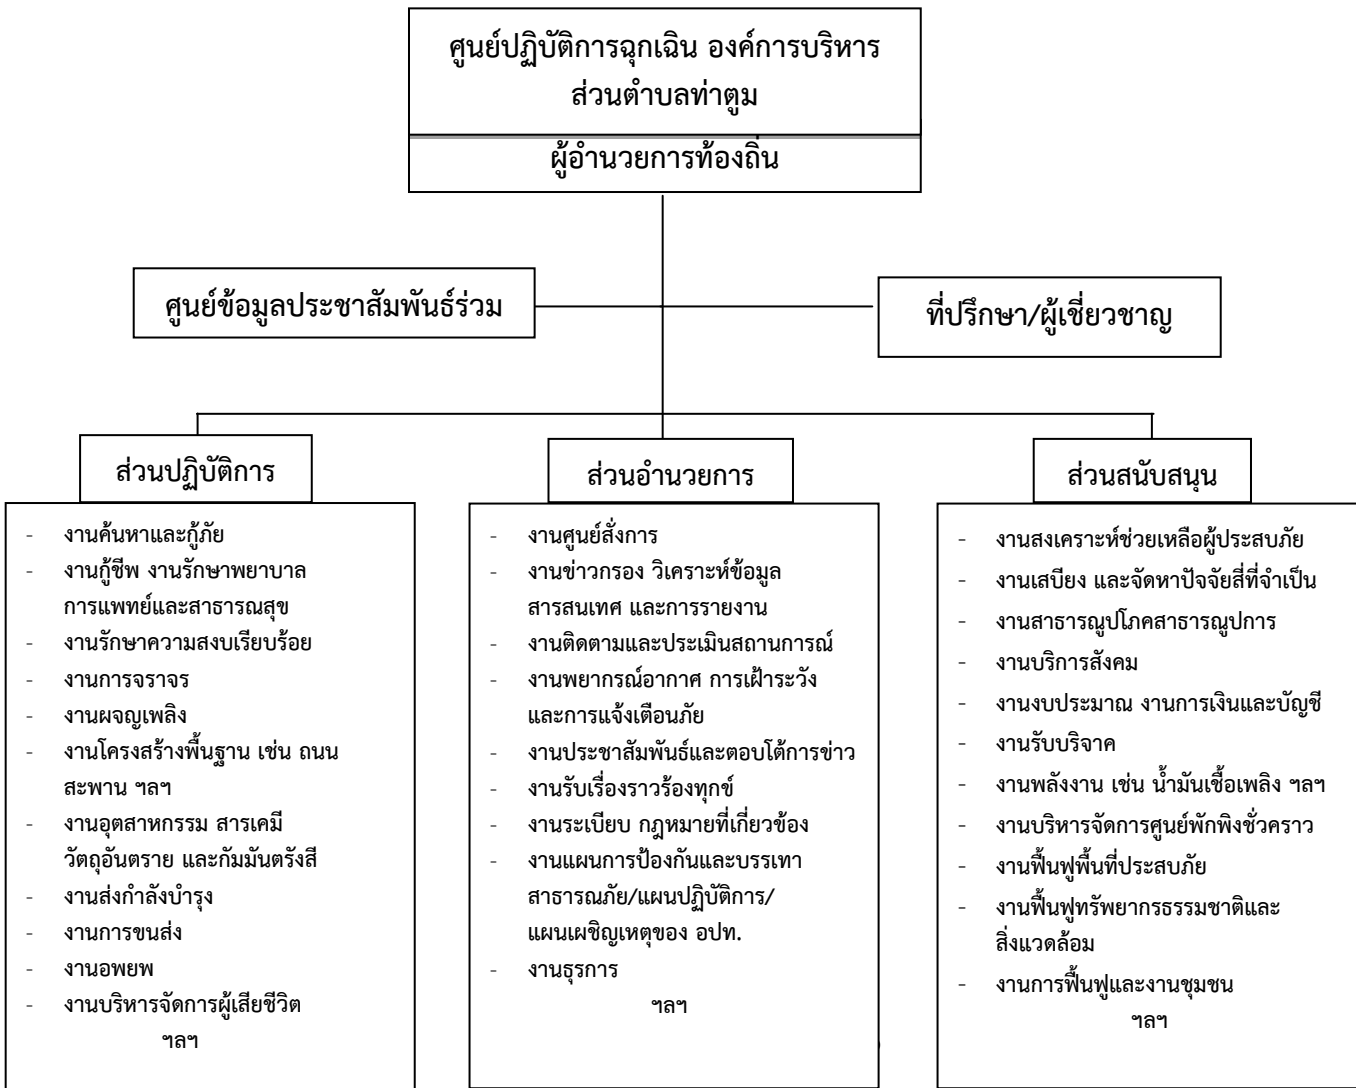 ศูนย์ปฏิบัติการฉุกเฉิน องค์การบริหาร
ส่วนตำบลท่าตูม
ผู้อำนวยการท้องถิ่น
ศูนย์ข้อมูลประชาสัมพันธ์ร่วม
ที่ปรึกษา/ผู้เชี่ยวชาญ
ส่วนปฏิบัติการ
- งานค้นหาและกู้ภัย
- งานกู้ชีพ งานรักษาพยาบาล
การแพทย์และสาธารณสุข
- งานรักษาความสงบเรียบร้อย
- งานการจราจร
- งานผจญเพลิง
- งานโครงสร้างพื้นฐาน เช่น ถนน
สะพาน ฯลฯ
- งานอุตสาหกรรม สารเคมี
วัตถุอันตราย และกัมมันตรังสี
- งานส่งกำลังบำรุง
- งานการขนส่ง
- งานอพยพ
- งานบริหารจัดการผู้เสียชีวิต
ฯลฯ
ส่วนอำนวยการ
- งานศูนย์สั่งการ
- งานข่าวกรอง วิเคราะห์ข้อมูล
สารสนเทศ และการรายงาน
- งานติดตามและประเมินสถานการณ์
- งานพยากรณ์อากาศ การเฝ้าระวัง
และการแจ้งเตือนภัย
- งานประชาสัมพันธ์และตอบโต้การข่าว
- งานรับเรื่องราวร้องทุกข์
- งานระเบียบ กฎหมายที่เกี่ยวข้อง
- งานแผนการป้องกันและบรรเทา
สาธารณภัย/แผนปฏิบัติการ/
แผนเผชิญเหตุของ อปท.
- งานธุรการ
ฯลฯ
ส่วนสนับสนุน
- งานสงเคราะห์ช่วยเหลือผู้ประสบภัย
- งานเสบียง และจัดหาปัจจัยสี่ที่จำเป็น
- งานสาธารณูปโภคสาธารณูปการ
- งานบริการสังคม
- งานงบประมาณ งานการเงินและบัญชี
- งานรับบริจาค
- งานพลังงาน เช่น น้ำมันเชื้อเพลิง ฯลฯ
- งานบริหารจัดการศูนย์พักพิงชั่วคราว
- งานฟื้นฟูพื้นที่ประสบภัย
- งานฟื้นฟูทรัพยากรธรรมชาติและ
สิ่งแวดล้อม
- งานการฟื้นฟูและงานชุมชน
ฯลฯ